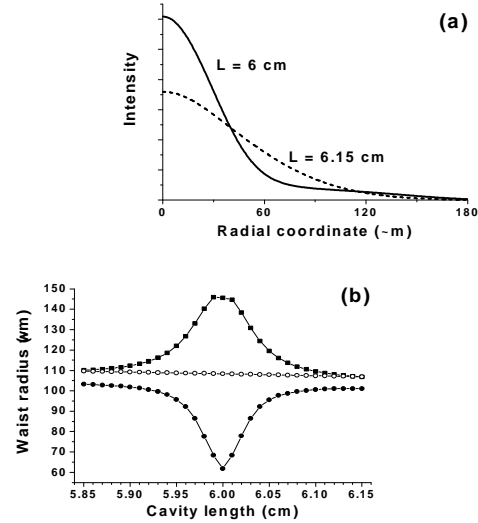 (a)
L = 6 cm
L = 6.15 cm
Intensity
0 60 120 180
Radial coordinate (~m)
(b)
150
140
130
120
110
100
90
80
70
60
Waist radius (wm)
5.85 5.90 5.95 6.00 6.05 6.10 6.15
Cavity length (cm)